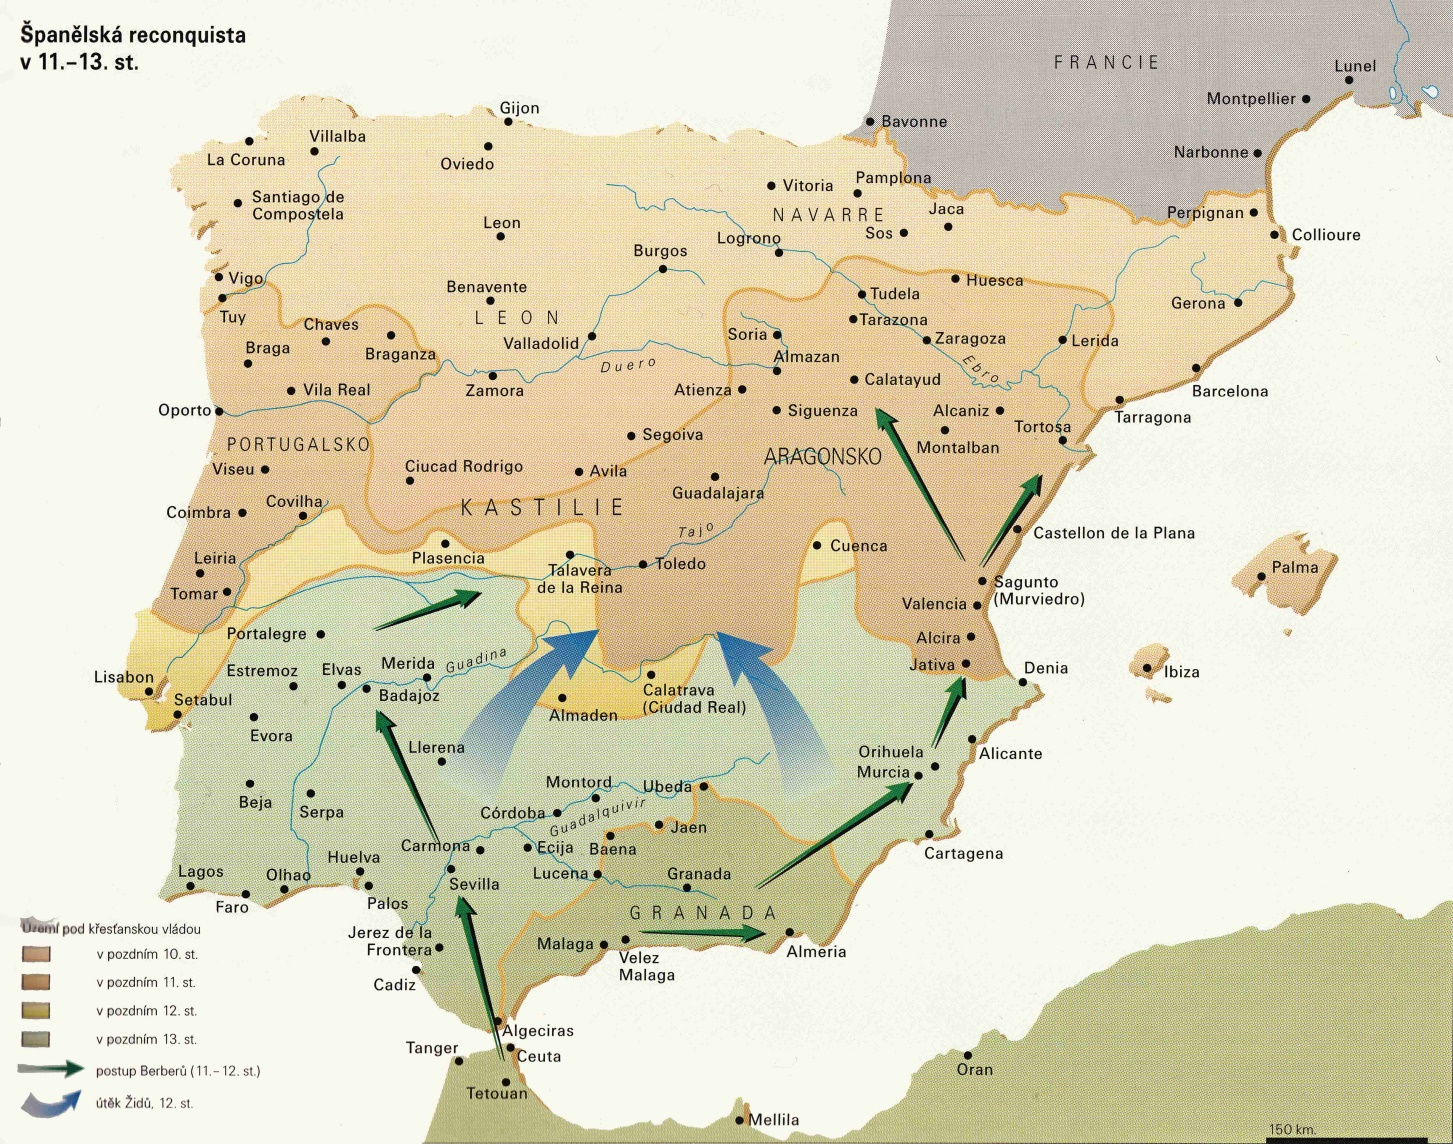 Španělská reconquista
v 11.–13. st.
FRANCIE
Lunel
Montpellier
Narbonne
Gijon
Bavonne
La Coruna
Villalba
Oviedo
Santiago de
Compostela
Vitoria
Pamplona
NAVARRE
Jaca
Sos
Perpignan
Collioure
Leon
Logrono
Burgos
Vigo
Tuy
Benavente
LEON
Huesca
Tudela
Gerona
Chaves
Braga
Braganza
Valladolid
Soria
Tarazona
Zaragoza
Lerida
Duero
Almazan
Ebro
Vila Real
Zamora
Atienza
Calatayud
Barcelona
Oporto
Siguenza
Alcaniz
Tarragona
Tortosa
PORTUGALSKO
Segoiva
Montalban
ARAGONSKO
Viseu
Ciucad Rodrigo
Avila
Guadalajara
Covilha
KASTILIE
Coimbra
Tajo
Castellon de la Plana
Leiria
Plasencia
Cuenca
Talavera
de la Reina
Toledo
Palma
Tomar
Sagunto
(Murviedro)
Valencia
Portalegre
Alcira
Guadina
Merida
Jativa
Lisabon
Estremoz
Elvas
Denia
Ibiza
Badajoz
Calatrava
(Ciudad Real)
Setabul
Almaden
Evora
Llerena
Orihuela
Alicante
Murcia
Beja
Serpa
Montord
Ubeda
Córdoba
Guadalquivir
Jaen
Carmona
Ecija
Baena
Cartagena
Huelva
Lagos
Olhao
Lucena
Granada
Sevilla
Faro
Palos
GRANADA
Jerez de la
Frontera
Malaga
Velez
Malaga
Almeria
Cadiz
Algeciras
Tanger
Ceuta
Tetouan
Oran
Mellila
Území pod křesťanskou vládou
v pozdním 10. st.
v pozdním 11. st.
v pozdním 12. st.
v pozdním 13. st.
postup Berberů (11.– 12. st.)
útěk Židů, 12. st.
150 km.